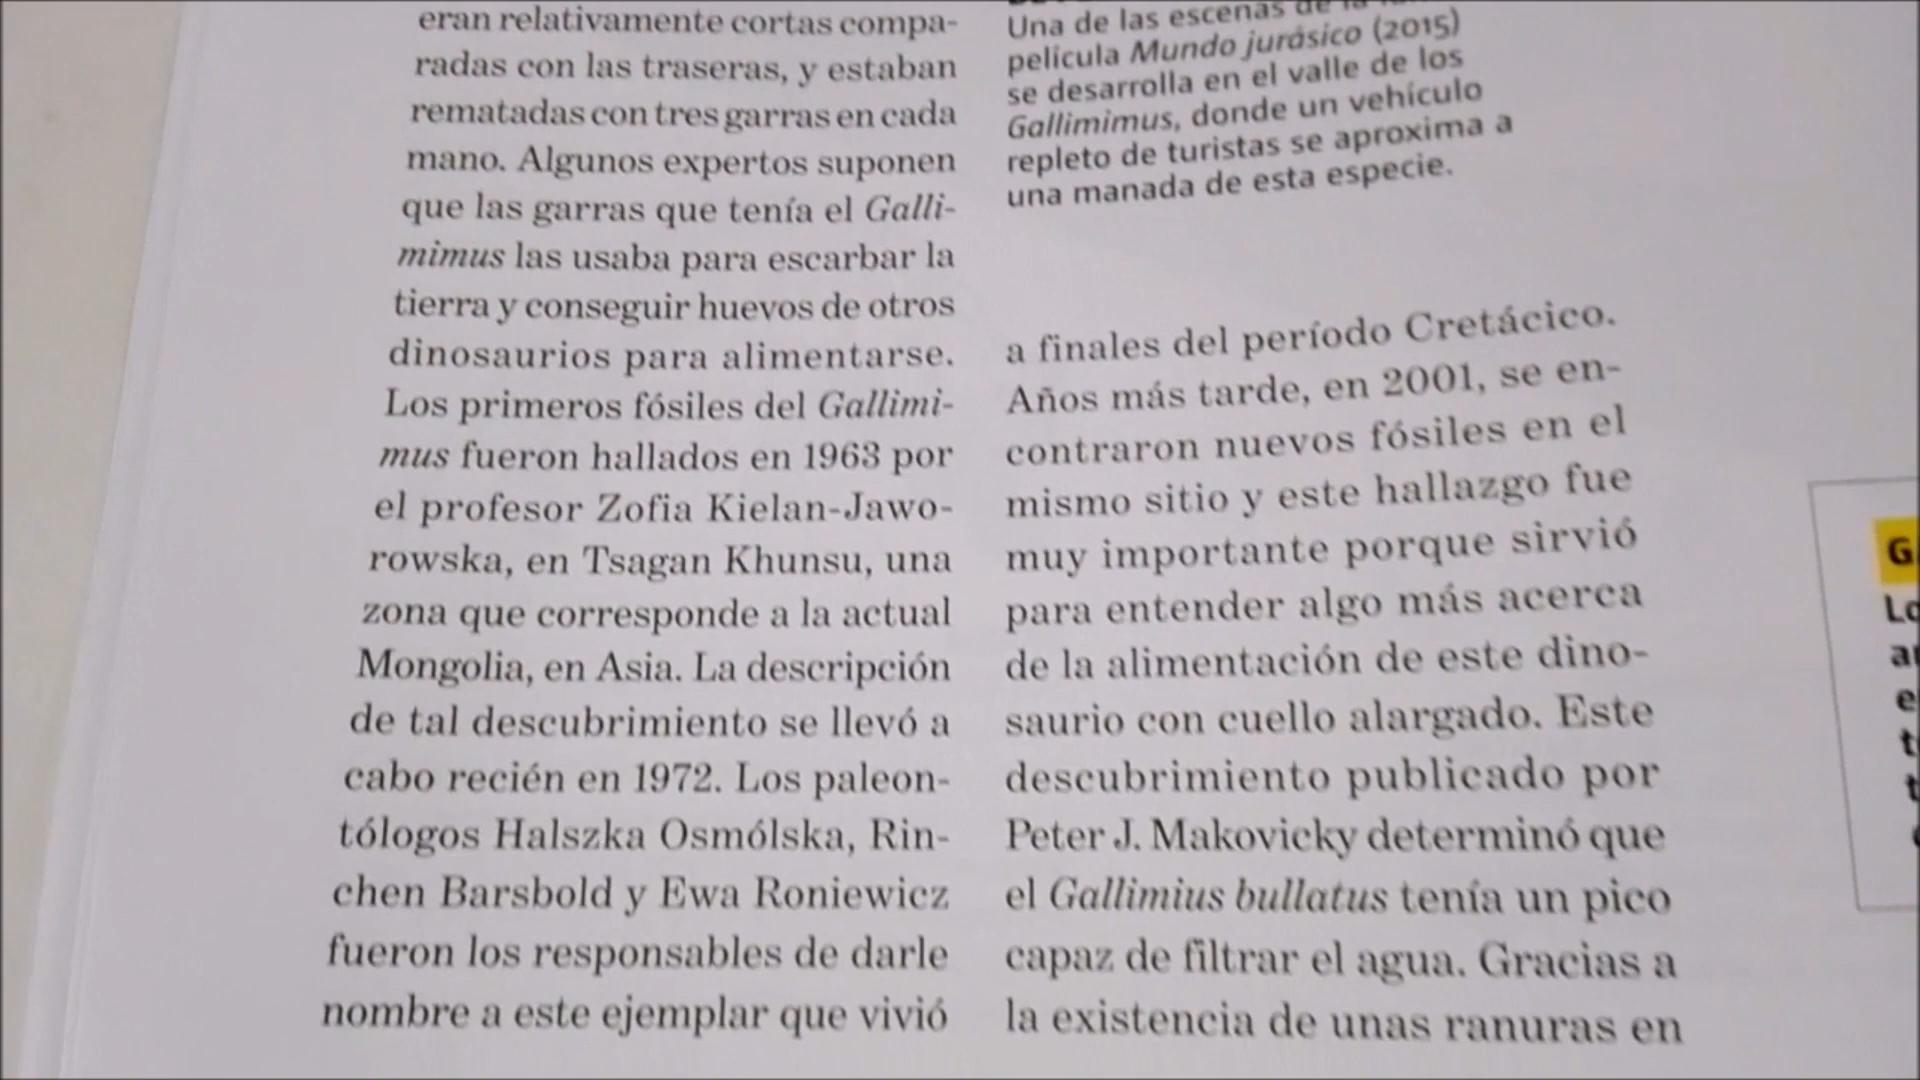 eran relativamente cortas compa-
radas con las traseras, y estaban
rematadas con tres garras en cada
mano. Algunos expertos suponen
que las garras que tenía el Galli-
mimus las usaba para escarbar la
tierra y conseguir huevos de otros
dinosaurios para alimentarse.
Los primeros fósiles del Gallimi-
mus fueron hallados en 1963 por
el profesor Zofia Kielan-Jawo-
rowska, en Tsagan Khunsu, una
zona que corresponde a la actual
Mongolia, en Asia. La descripción
de tal descubrimiento se llevó a
cabo recién en 1972. Los paleon-
tólogos Halszka Osmólska, Rin-
chen Barsbold y Ewa Roniewicz
fueron los responsables de darle
nombre a este ejemplar que vivió
Una de las escenas de la
película Mundo jurásico (2015)
se desarrolla en el valle de los
Gallimimus, donde un vehículo
repleto de turistas se aproxima a
una manada de esta especie.
a finales del período Cretácico.
Años más tarde, en 2001, se en-
contraron nuevos fósiles en el
mismo sitio y este hallazgo fue
muy importante porque sirvió
para entender algo más acerca
de la alimentación de este dino-
saurio con cuello alargado. Este
descubrimiento publicado por
Peter J. Makovicky determinó que
el Gallimius bullatus tenía un pico
capaz de filtrar el agua. Gracias a
la existencia de unas ranuras en